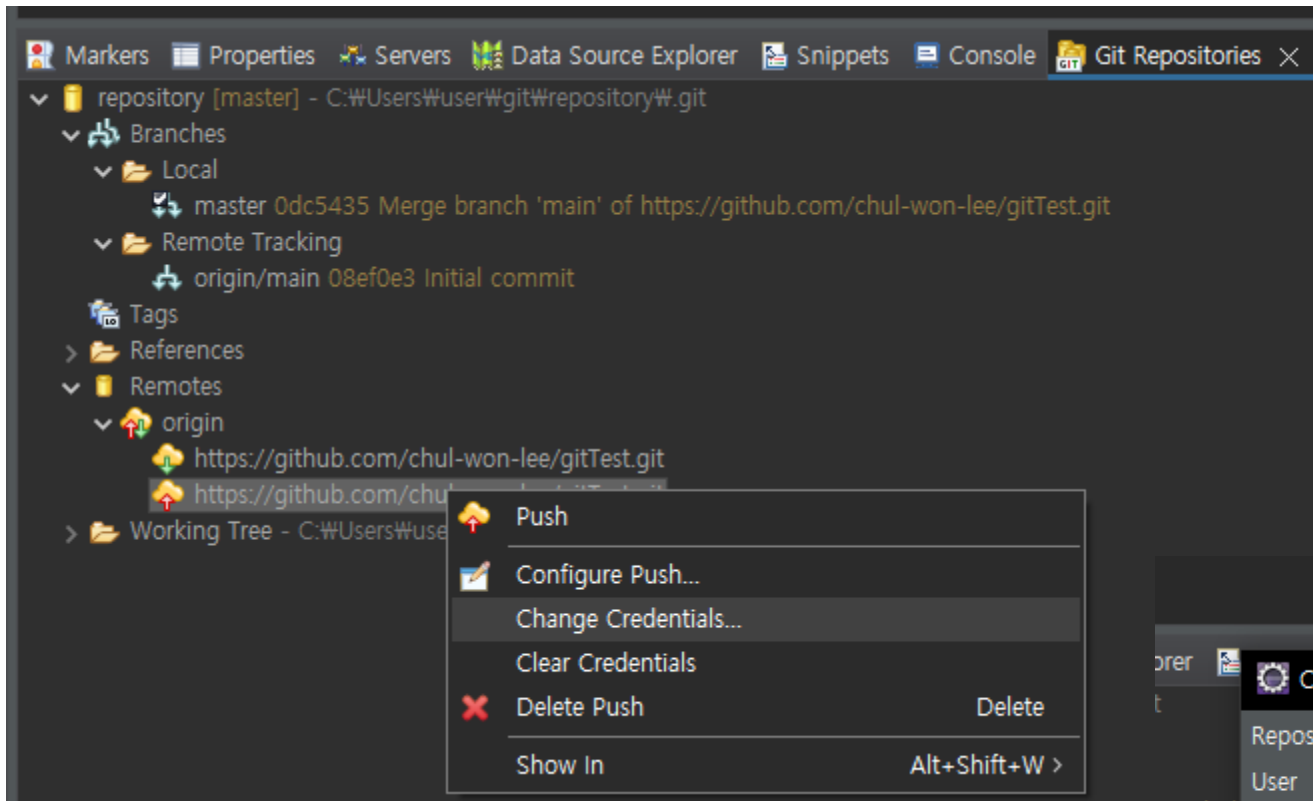 Markers Properties Servers Data Source Explorer Snippets Console Git Repositories
repository [master] - C:₩Users₩user₩git₩repository₩.git
Branches
Local
master 0dc5435 Merge branch 'main' of https://github.com/chul-won-lee/gitTest.git
Remote Tracking
origin/main 08ef0e3 Initial commit
Tags
References
Remotes
origin
https://github.com/chul-won-lee/gitTest.git
https://github.com/chu
Working Tree - C:₩Users₩use
Push
Configure Push...
Change Credentials...
Clear Credentials
Delete Push Delete
Show In Alt+Shift+W >
orer
t
Repos
User